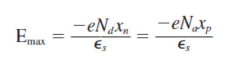 E_max = −eN_d x_n / ϵ_s = −eN_a x_p / ϵ_s